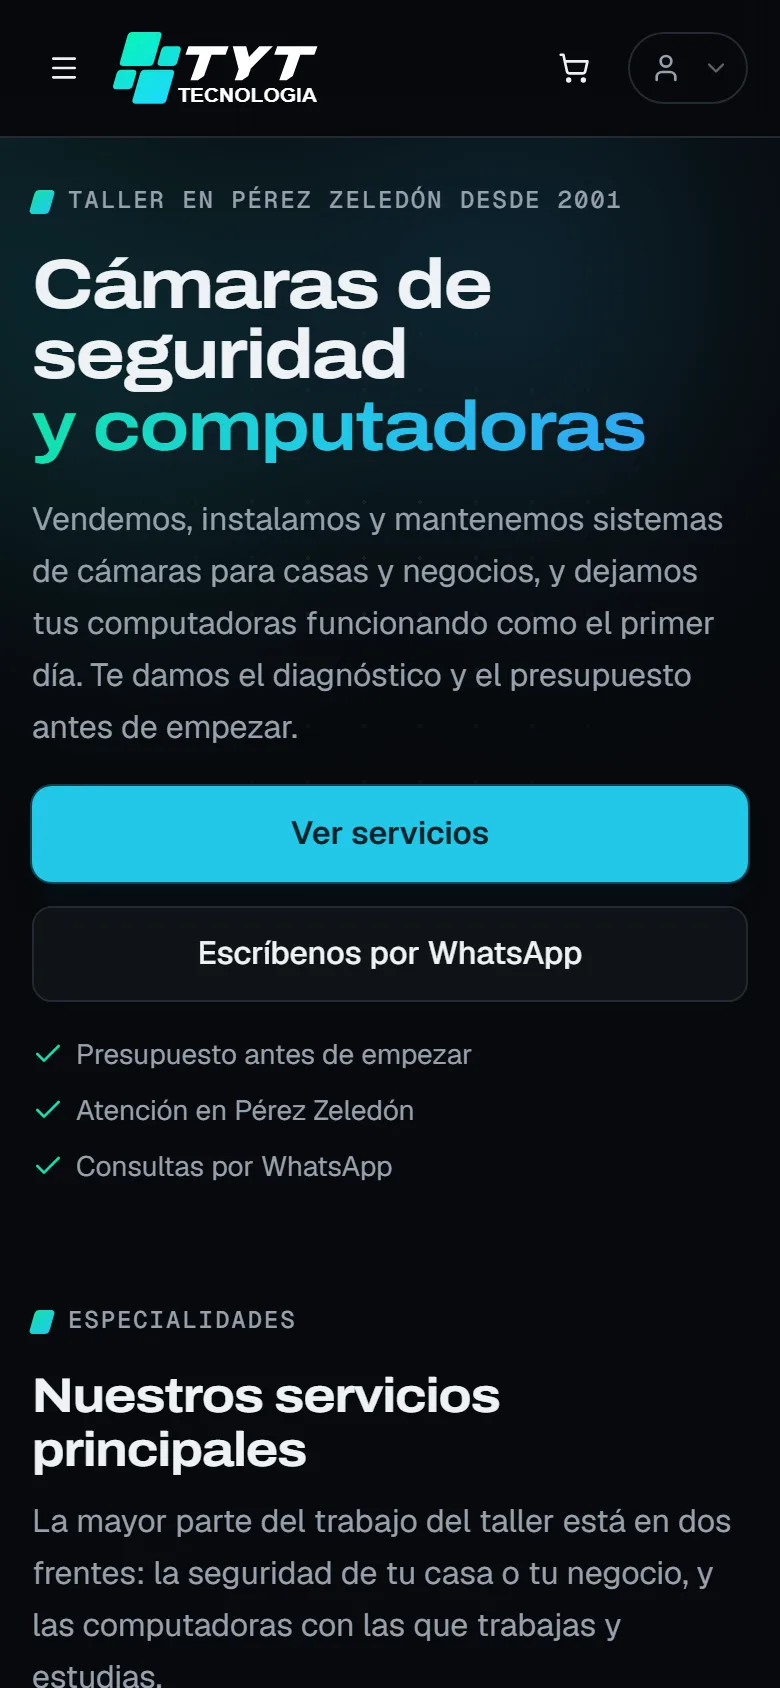 TYT
TECNOLOGIA
TALLER EN PÉREZ ZELEDÓN DESDE 2001
Cámaras de
seguridad
y computadoras
Vendemos, instalamos y mantenemos sistemas
de cámaras para casas y negocios, y dejamos
tus computadoras funcionando como el primer
día. Te damos el diagnóstico y el presupuesto
antes de empezar.
Ver servicios
Escríbenos por WhatsApp
Presupuesto antes de empezar
Atención en Pérez Zeledón
Consultas por WhatsApp
ESPECIALIDADES
Nuestros servicios
principales
La mayor parte del trabajo del taller está en dos
frentes: la seguridad de tu casa o tu negocio, y
las computadoras con las que trabajas y
estudias.